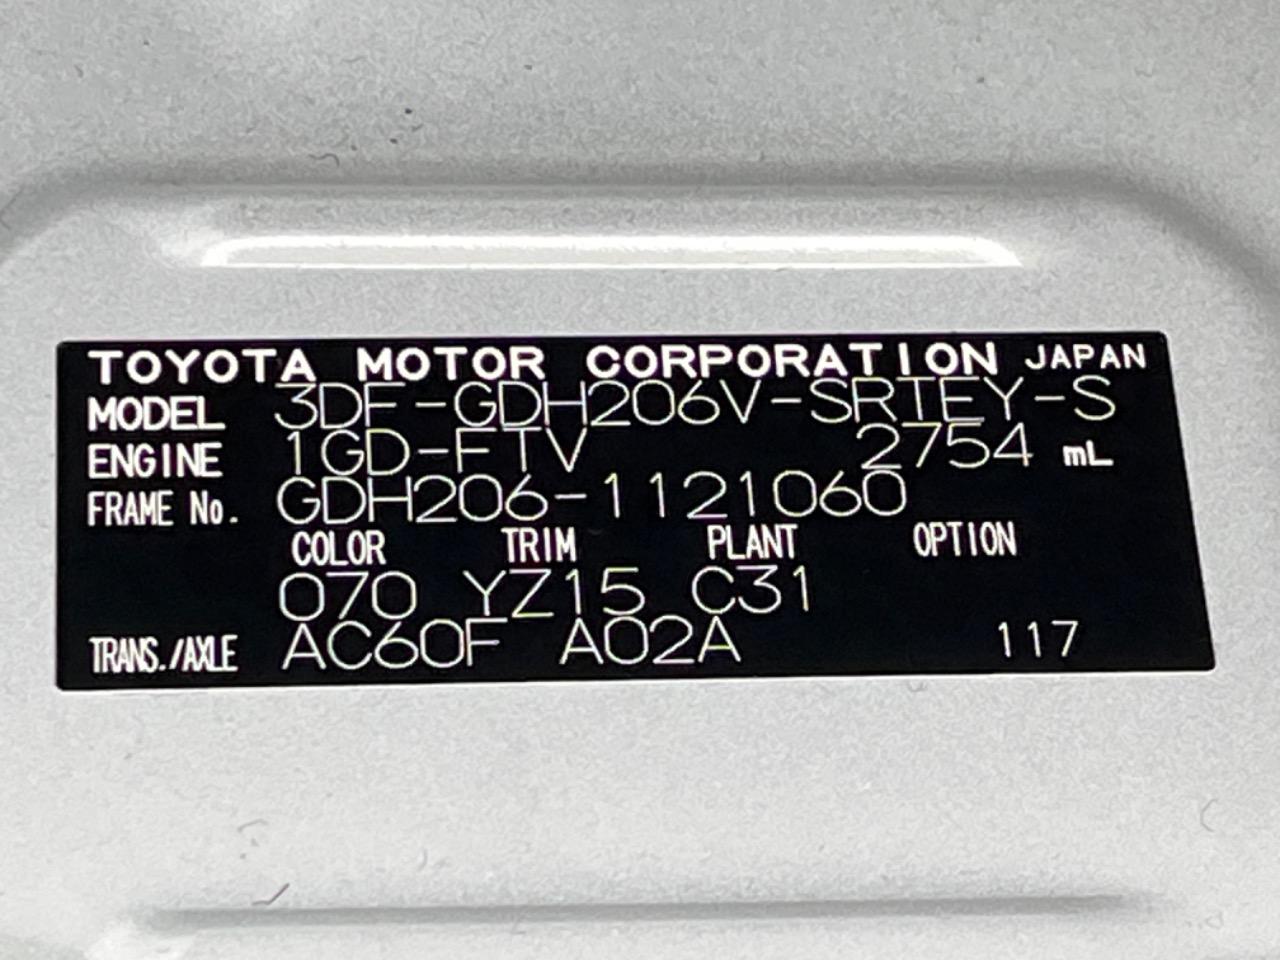 TOYOTA MOTOR CORPORATION JAPAN
MODEL 3DF-GDH206V-SRTEY-S
ENGINE 1GD-FTV 2754 mL
FRAME No. GDH206-1121060
COLOR TRIM PLANT OPTION
070 YZ15 C31
TRANS./AXLE AC60F A02A 117